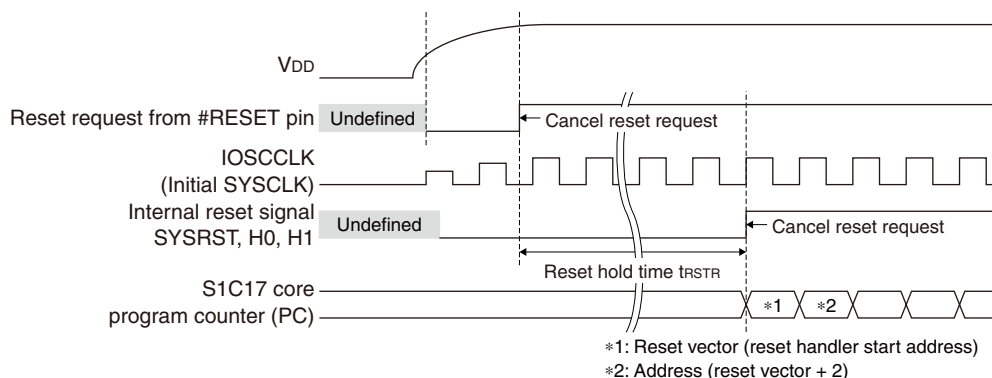 VDD
Reset request from #RESET pin
Undefined
Cancel reset request
IOSCCLK
(Initial SYSCLK)
Internal reset signal
SYSRST, H0, H1
Undefined
Cancel reset request
Reset hold time tRSTR
S1C17 core
program counter (PC)
*1
*2
*1: Reset vector (reset handler start address)
*2: Address (reset vector + 2)